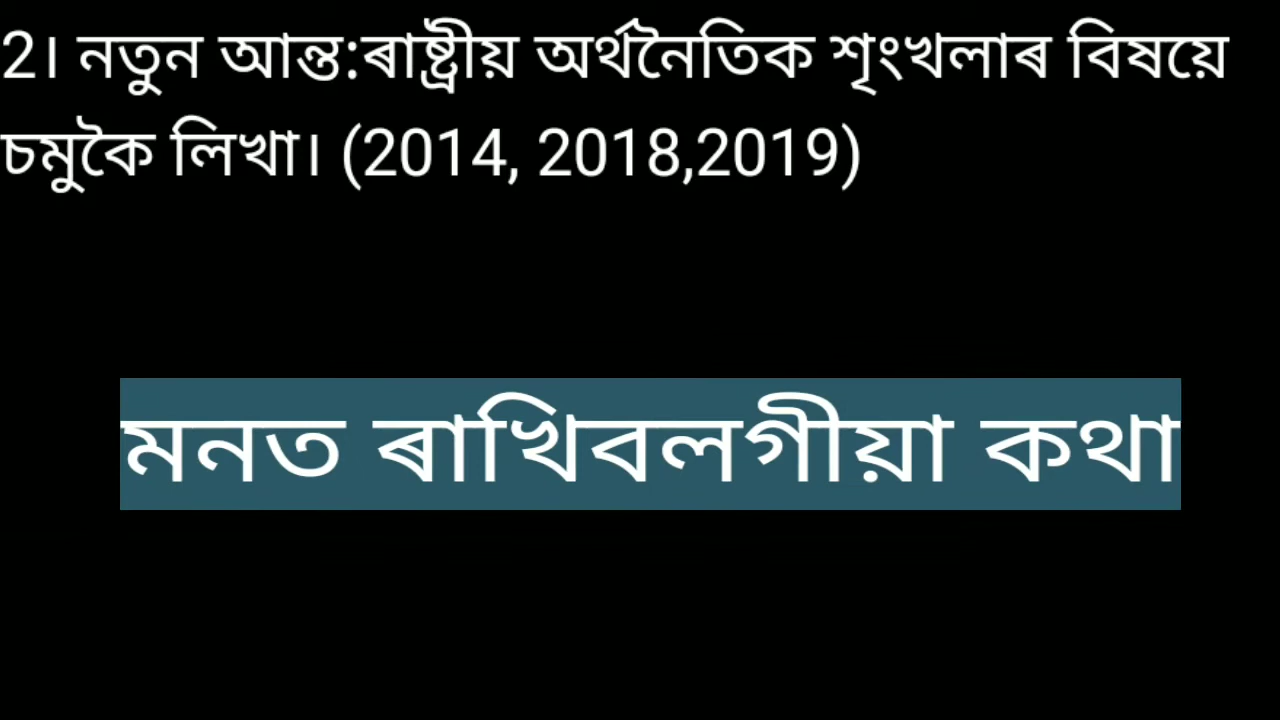 2। নতুন আন্ত:ৰাষ্ট্ৰীয় অৰ্থনৈতিক শৃংখলাৰ বিষয়ে
চমুকৈ লিখা। (2014, 2018,2019)
মনত ৰাখিবলগীয়া কথা